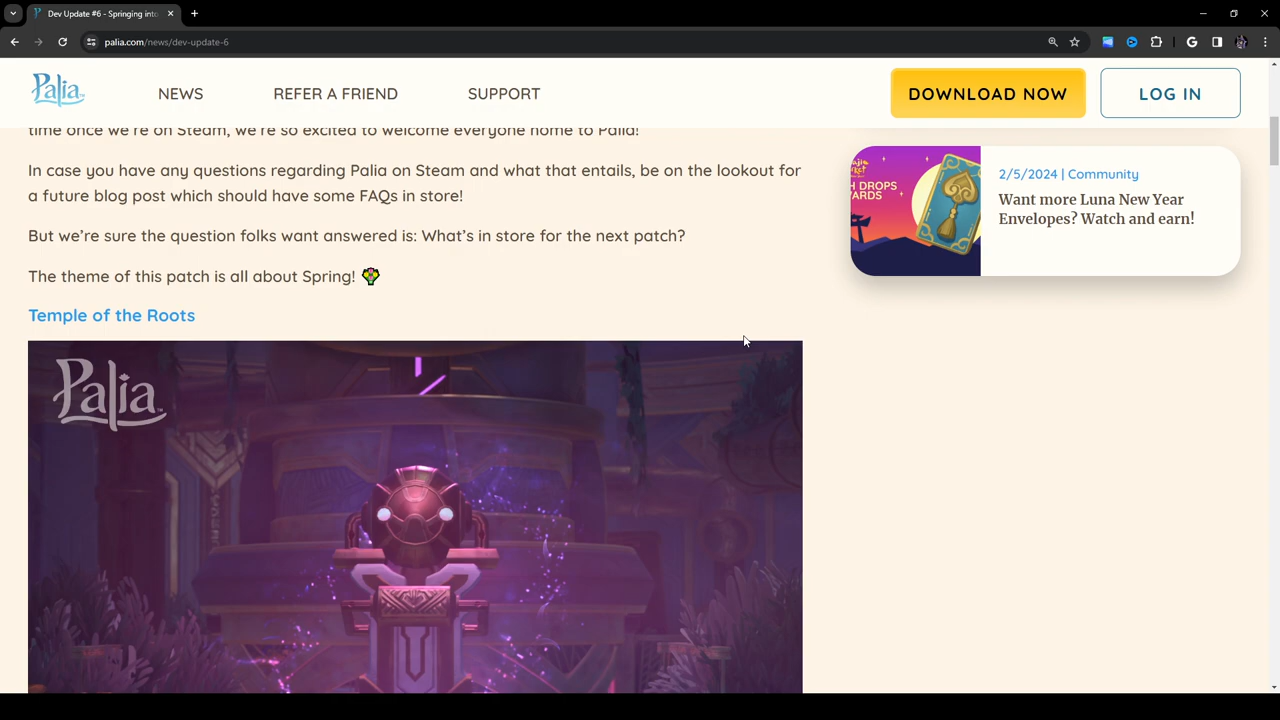 Dev Update #6 - Springing into
palia.com/news/dev-update-6
Palia
NEWS
REFER A FRIEND
SUPPORT
DOWNLOAD NOW
LOG IN
time once we're on Steam, we're so excited to welcome everyone home to Palia!
In case you have any questions regarding Palia on Steam and what that entails, be on the lookout for
a future blog post which should have some FAQs in store!
But we're sure the question folks want answered is: What's in store for the next patch?
The theme of this patch is all about Spring!
Temple of the Roots
Palia
H DROPS
ARDS
2/5/2024 | Community
Want more Luna New Year
Envelopes? Watch and earn!